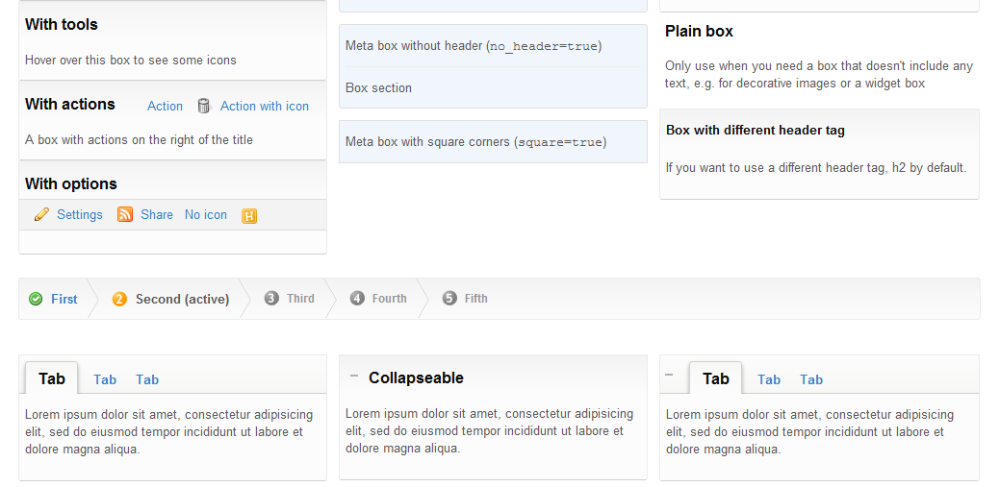 With tools
Hover over this box to see some icons
With actions
Action
Action with icon
A box with actions on the right of the title
With options
Settings
Share
No icon
H
Meta box without header (no_header=true)
Box section
Meta box with square corners (square=true)
Plain box
Only use when you need a box that doesn't include any
text, e.g. for decorative images or a widget box
Box with different header tag
If you want to use a different header tag, h2 by default.
First
2 Second (active)
3 Third
4 Fourth
5 Fifth
Tab Tab Tab
Lorem ipsum dolor sit amet, consectetur adipisicing
elit, sed do eiusmod tempor incididunt ut labore et
dolore magna aliqua.
Collapseable
Lorem ipsum dolor sit amet, consectetur adipisicing
elit, sed do eiusmod tempor incididunt ut labore et
dolore magna aliqua.
Tab Tab Tab
Lorem ipsum dolor sit amet, consectetur adipisicing
elit, sed do eiusmod tempor incididunt ut labore et
dolore magna aliqua.